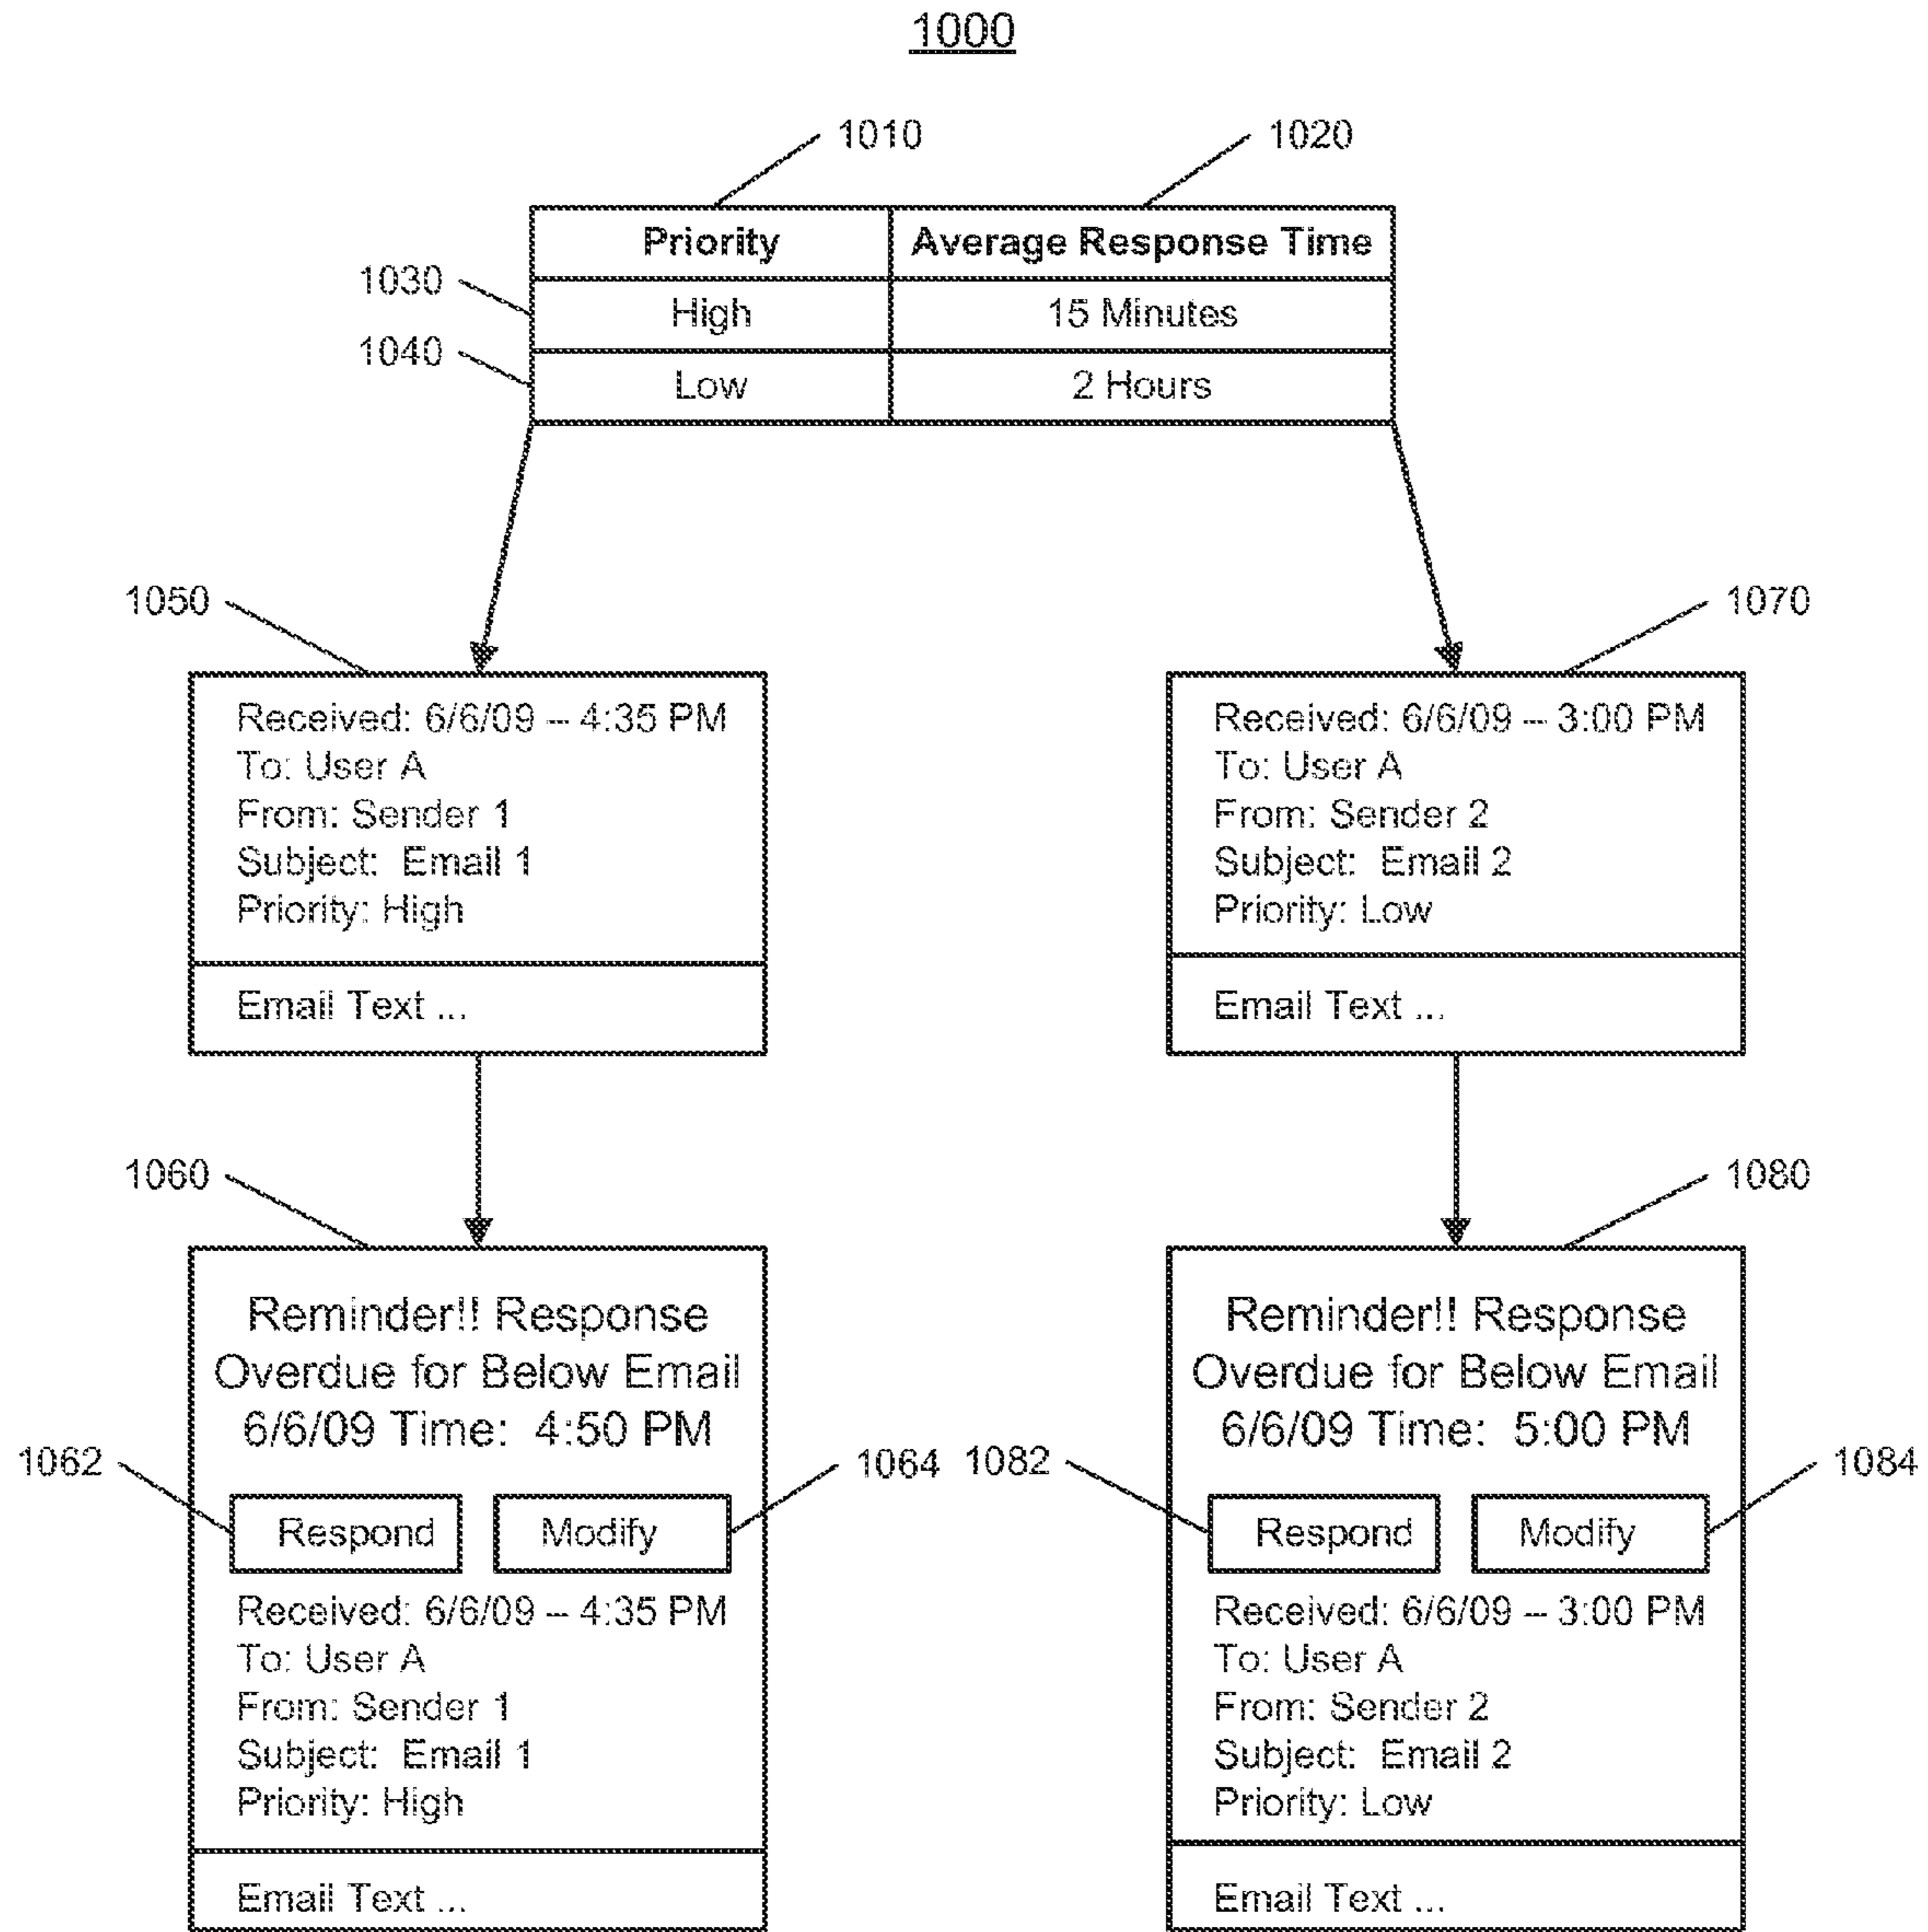 1000
1010
1020
Priority Average Response Time
1030
High 15 Minutes
1040
Low 2 Hours
1050
Received: 6/6/09 – 4:35 PM
To: User A
From: Sender 1
Subject: Email 1
Priority: High
Email Text ...
1070
Received: 6/6/09 – 3:00 PM
To: User A
From: Sender 2
Subject: Email 2
Priority: Low
Email Text ...
1060
Reminder!! Response
Overdue for Below Email
6/6/09 Time: 4:50 PM
1062
1064
Respond Modify
Received: 6/6/09 – 4:35 PM
To: User A
From: Sender 1
Subject: Email 1
Priority: High
Email Text ...
1080
Reminder!! Response
Overdue for Below Email
6/6/09 Time: 5:00 PM
1082
1084
Respond Modify
Received: 6/6/09 – 3:00 PM
To: User A
From: Sender 2
Subject: Email 2
Priority: Low
Email Text ...